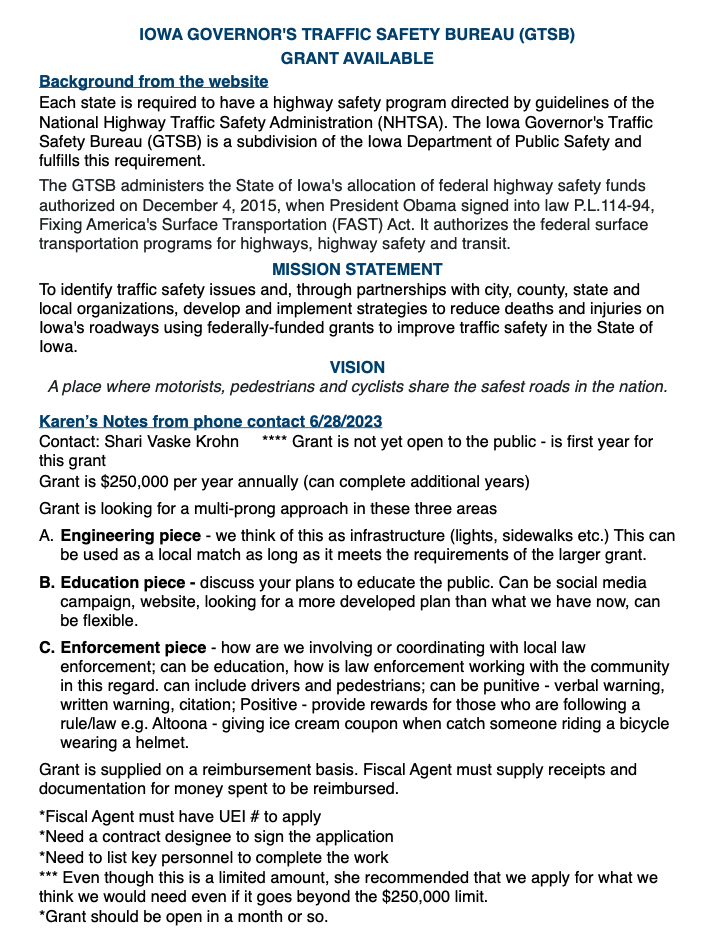 IOWA GOVERNOR'S TRAFFIC SAFETY BUREAU (GTSB)
GRANT AVAILABLE
Background from the website
Each state is required to have a highway safety program directed by guidelines of the
National Highway Traffic Safety Administration (NHTSA). The Iowa Governor's Traffic
Safety Bureau (GTSB) is a subdivision of the Iowa Department of Public Safety and
fulfills this requirement.
The GTSB administers the State of Iowa's allocation of federal highway safety funds
authorized on December 4, 2015, when President Obama signed into law P.L.114-94,
Fixing America's Surface Transportation (FAST) Act. It authorizes the federal surface
transportation programs for highways, highway safety and transit.
MISSION STATEMENT
To identify traffic safety issues and, through partnerships with city, county, state and
local organizations, develop and implement strategies to reduce deaths and injuries on
Iowa's roadways using federally-funded grants to improve traffic safety in the State of
Iowa.
VISION
A place where motorists, pedestrians and cyclists share the safest roads in the nation.
Karen's Notes from phone contact 6/28/2023
Contact: Shari Vaske Krohn **** Grant is not yet open to the public - is first year for
this grant
Grant is $250,000 per year annually (can complete additional years)
Grant is looking for a multi-prong approach in these three areas
A. Engineering piece - we think of this as infrastructure (lights, sidewalks etc.) This can
be used as a local match as long as it meets the requirements of the larger grant.
B. Education piece - discuss your plans to educate the public. Can be social media
campaign, website, looking for a more developed plan than what we have now, can
be flexible.
C. Enforcement piece - how are we involving or coordinating with local law
enforcement; can be education, how is law enforcement working with the community
in this regard. can include drivers and pedestrians; can be punitive - verbal warning,
written warning, citation; Positive - provide rewards for those who are following a
rule/law e.g. Altoona - giving ice cream coupon when catch someone riding a bicycle
wearing a helmet.
Grant is supplied on a reimbursement basis. Fiscal Agent must supply receipts and
documentation for money spent to be reimbursed.
*Fiscal Agent must have UEI # to apply
*Need a contract designee to sign the application
*Need to list key personnel to complete the work
*** Even though this is a limited amount, she recommended that we apply for what we
think we would need even if it goes beyond the $250,000 limit.
*Grant should be open in a month or so.